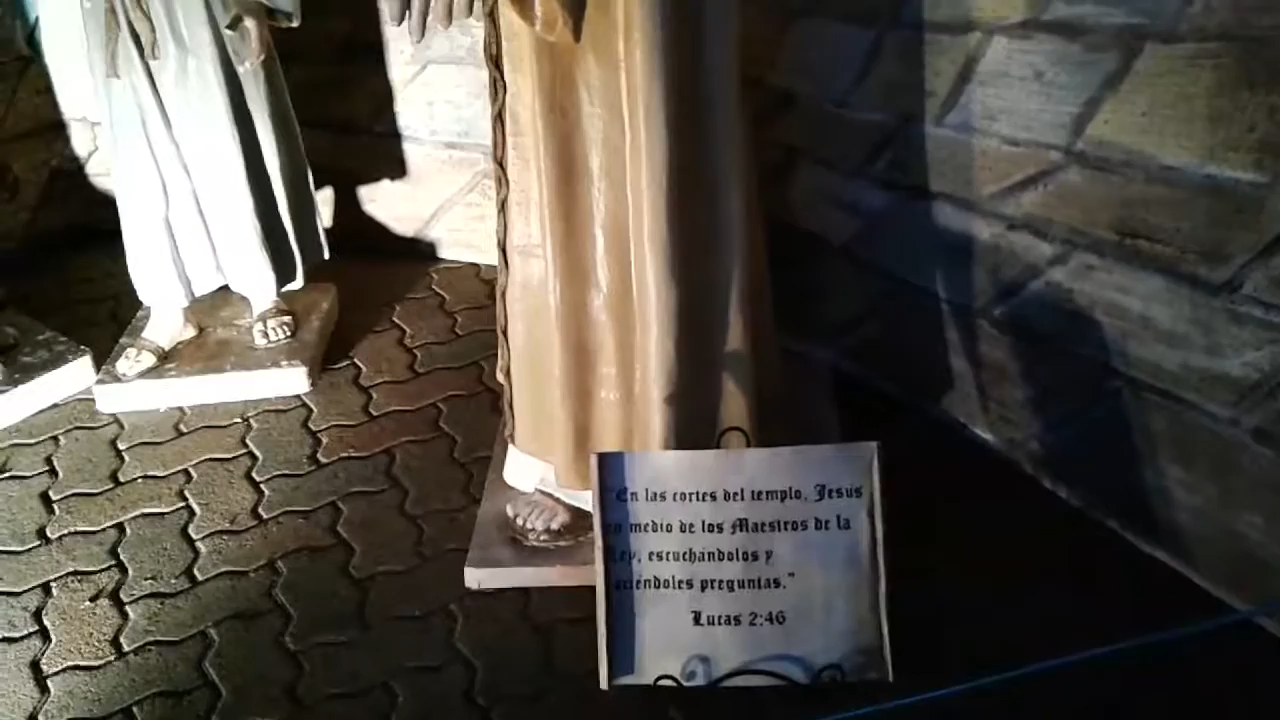 "En las cortes del templo, Jesús
en medio de los Maestros de la
Ley, escuchándolos y
haciéndoles preguntas."
Lucas 2:46